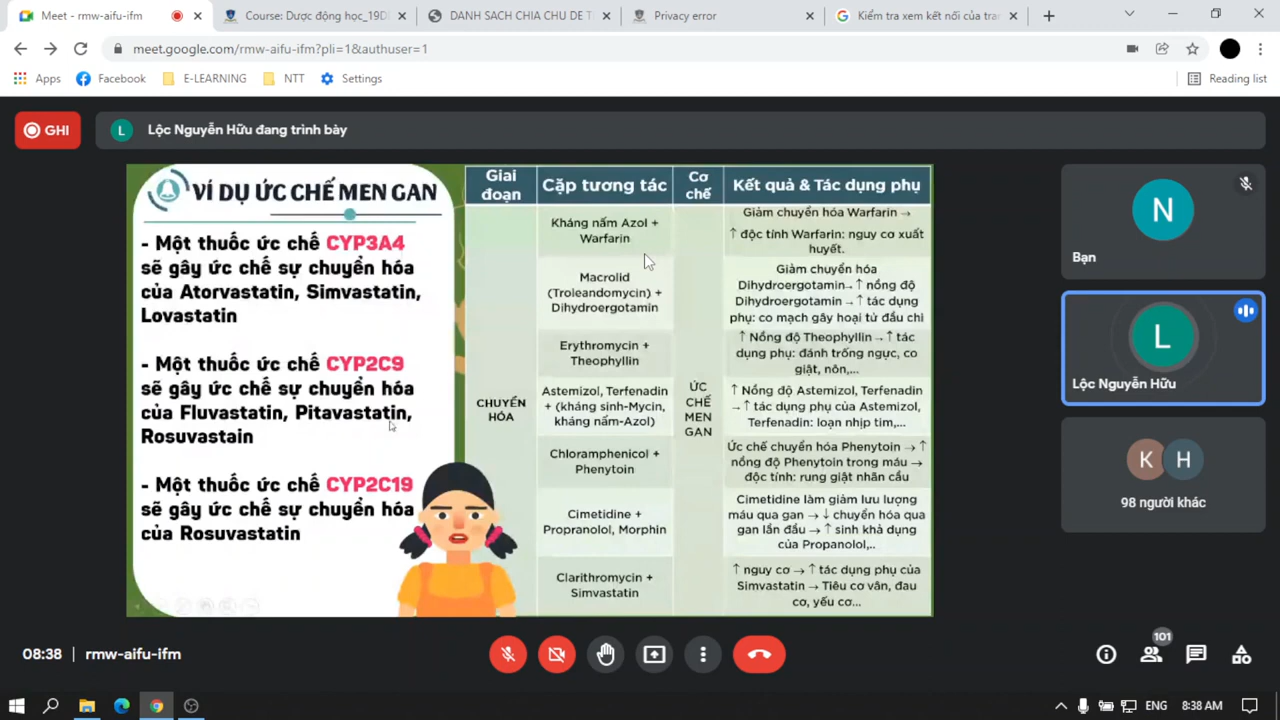 Meet - rmw-aifu-ifm
Course: Dược động học_19D
DANH SACH CHIA CHU DE T
Privacy error
Kiểm tra xem kết nối của tran
meet.google.com/rmw-aifu-ifm?pli=1&authuser=1
Apps
Facebook
E-LEARNING
NTT
Settings
Reading list
GHI
L
Lộc Nguyễn Hữu đang trình bày
VÍ DỤ ỨC CHẾ MEN GAN
- Một thuốc ức chế CYP3A4
sẽ gây ức chế sự chuyển hóa
của Atorvastatin, Simvastatin,
Lovastatin
- Một thuốc ức chế CYP2C9
sẽ gây ức chế sự chuyển hóa
của Fluvastatin, Pitavastatin,
Rosuvastain
- Một thuốc ức chế CYP2C19
sẽ gây ức chế sự chuyển hóa
của Rosuvastatin
Giai
đoạn
Cặp tương tác
Cơ
chế
Kết quả & Tác dụng phụ
CHUYỂN
HÓA
ỨC
CHẾ
MEN
GAN
Kháng nấm Azol +
Warfarin
Giảm chuyển hóa Warfarin →
↑ độc tính Warfarin: nguy cơ xuất
huyết.
Macrolid
(Troleandomycin) +
Dihydroergotamin
Giảm chuyển hóa
Dihydroergotamin→ ↑ nồng độ
Dihydroergotamin → ↑ tác dụng
phụ: co mạch gây hoại tử đầu chi
Erythromycin +
Theophyllin
↑ Nồng độ Theophyllin → ↑ tác
dụng phụ: đánh trống ngực, co
giật, nôn,...
Astemizol, Terfenadin
+ (kháng sinh-Mycin,
kháng nấm-Azol)
↑ Nồng độ Astemizol, Terfenadin
→ ↑ tác dụng phụ của Astemizol,
Terfenadin: loạn nhịp tim,...
Chloramphenicol +
Phenytoin
Ức chế chuyển hóa Phenytoin → ↑
nồng độ Phenytoin trong máu →
độc tính: rung giật nhãn cầu
Cimetidine +
Propranolol, Morphin
Cimetidine làm giảm lưu lượng
máu qua gan → ↓ chuyển hóa qua
gan lần đầu → ↑ sinh khả dụng
của Propanolol,..
Clarithromycin +
Simvastatin
↑ nguy cơ → ↑ tác dụng phụ của
Simvastatin → Tiêu cơ vân, đau
cơ, yếu cơ...
N
Bạn
L
Lộc Nguyễn Hữu
K
H
98 người khác
08:38 | rmw-aifu-ifm
101
ENG
8:38 AM